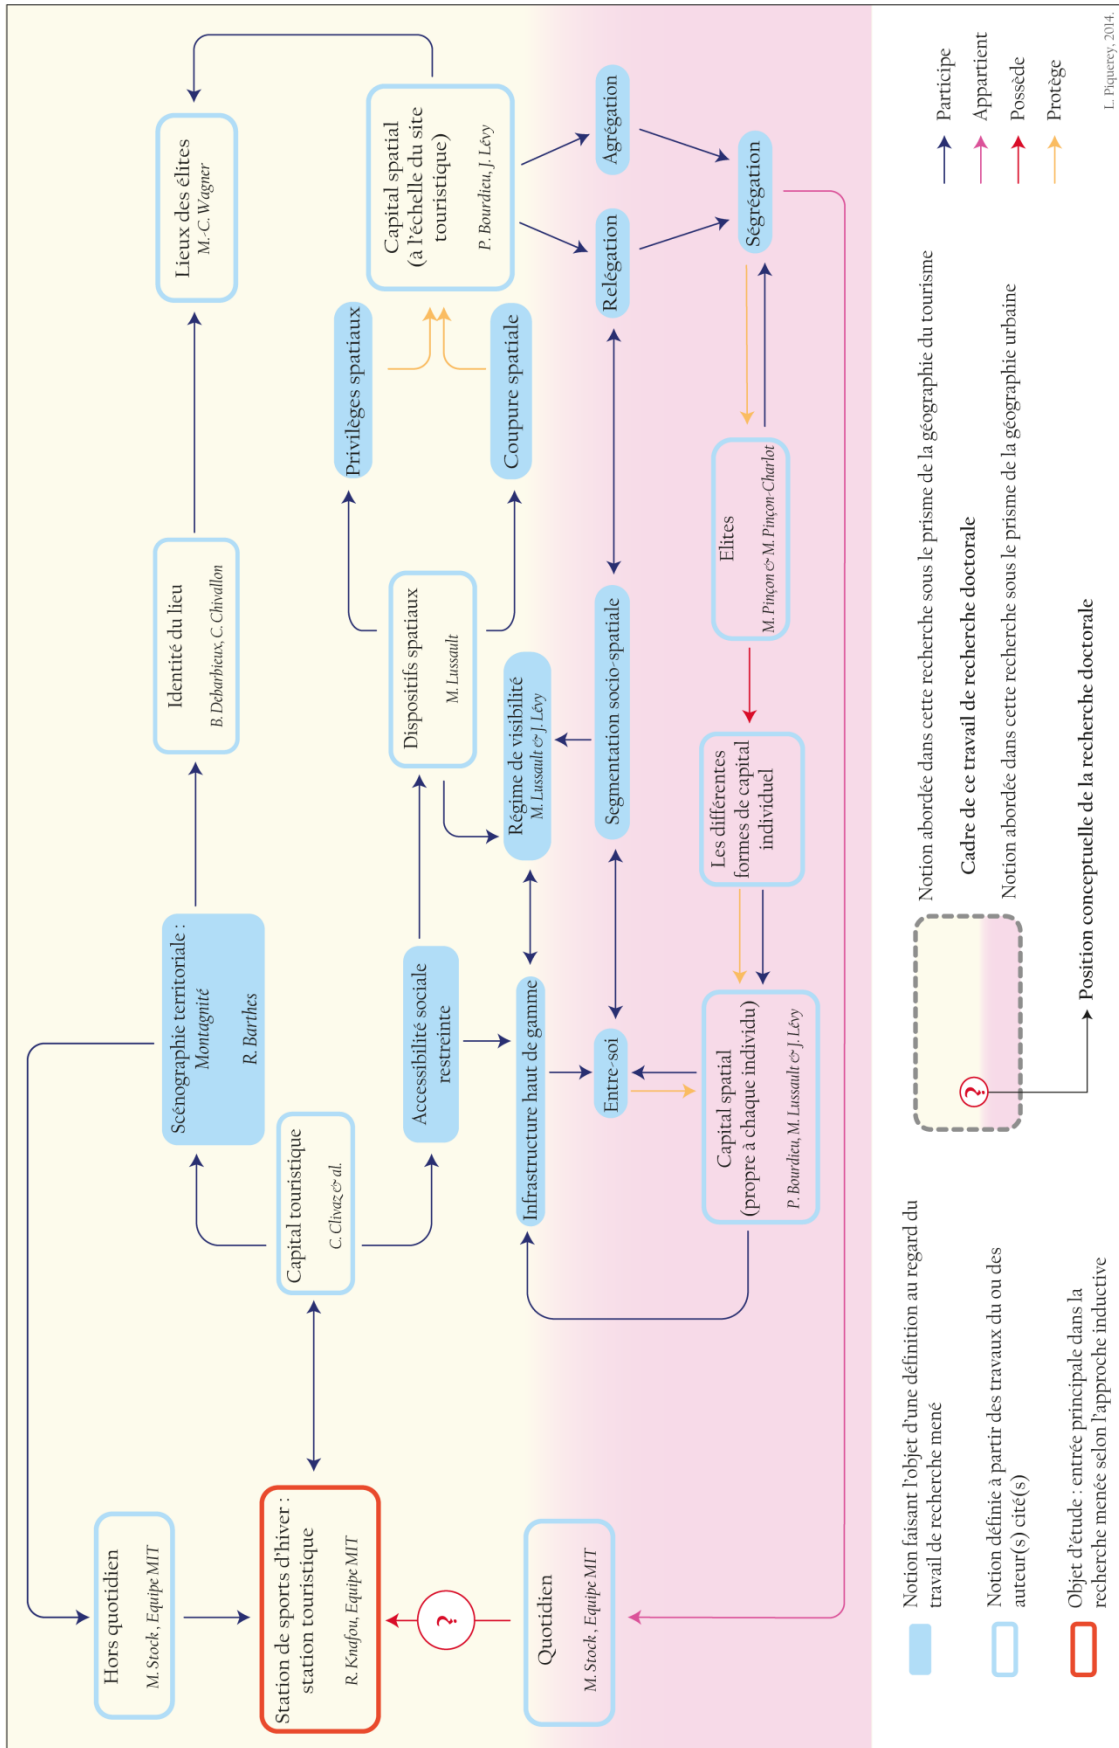 Hors quotidien
M. Stock, Equipe MIT
Station de sports d'hiver :
station touristique
R. Knafou, Equipe MIT
?
Quotidien
M. Stock, Equipe MIT
Capital touristique
C. Clivaz & al.
Scénographie territoriale :
Montagnité
R. Barthes
Accessibilité sociale
restreinte
Infrastructure haut de gamme
Entre-soi
Capital spatial
(propre à chaque individu)
P. Bourdieu, M. Lussault & J. Lévy
Identité du lieu
B. Debarbieux, C. Chivallon
Dispositifs spatiaux
M. Lussault
Régime de visibilité
M. Lussault & J. Lévy
Segmentation socio-spatiale
Les différentes
formes de capital
individuel
Elites
M. Pinçon & M. Pinçon-Charlot
Lieux des élites
M.-C. Wagner
Privilèges spatiaux
Coupure spatiale
Capital spatial
(à l'échelle du site
touristique)
P. Bourdieu, J. Lévy
Relégation
Agrégation
Ségrégation
Notion faisant l'objet d'une définition au regard du
travail de recherche mené
Notion définie à partir des travaux du ou des
auteur(s) cité(s)
Objet d'étude : entrée principale dans la
recherche menée selon l'approche inductive
?
Notion abordée dans cette recherche sous le prisme de la géographie du tourisme
Cadre de ce travail de recherche doctorale
Notion abordée dans cette recherche sous le prisme de la géographie urbaine
Position conceptuelle de la recherche doctorale
Participe
Appartient
Possède
Protège
L. Piquerey, 2014.